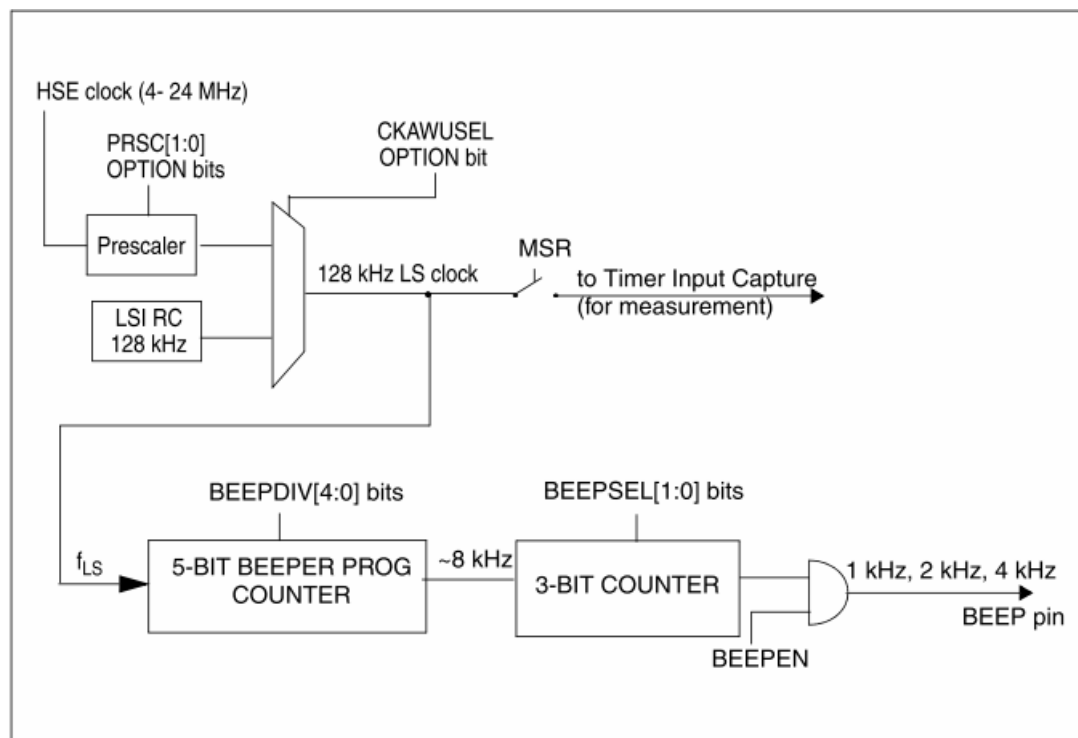 HSE clock (4- 24 MHz)
PRSC[1:0]
OPTION bits
CKAWUSEL
OPTION bit
Prescaler
MSR
128 kHz LS clock
to Timer Input Capture
(for measurement)
LSI RC
128 kHz
BEEPDIV[4:0] bits
BEEPSEL[1:0] bits
fLS
5-BIT BEEPER PROG
COUNTER
~8 kHz
3-BIT COUNTER
1 kHz, 2 kHz, 4 kHz
BEEP pin
BEEPEN